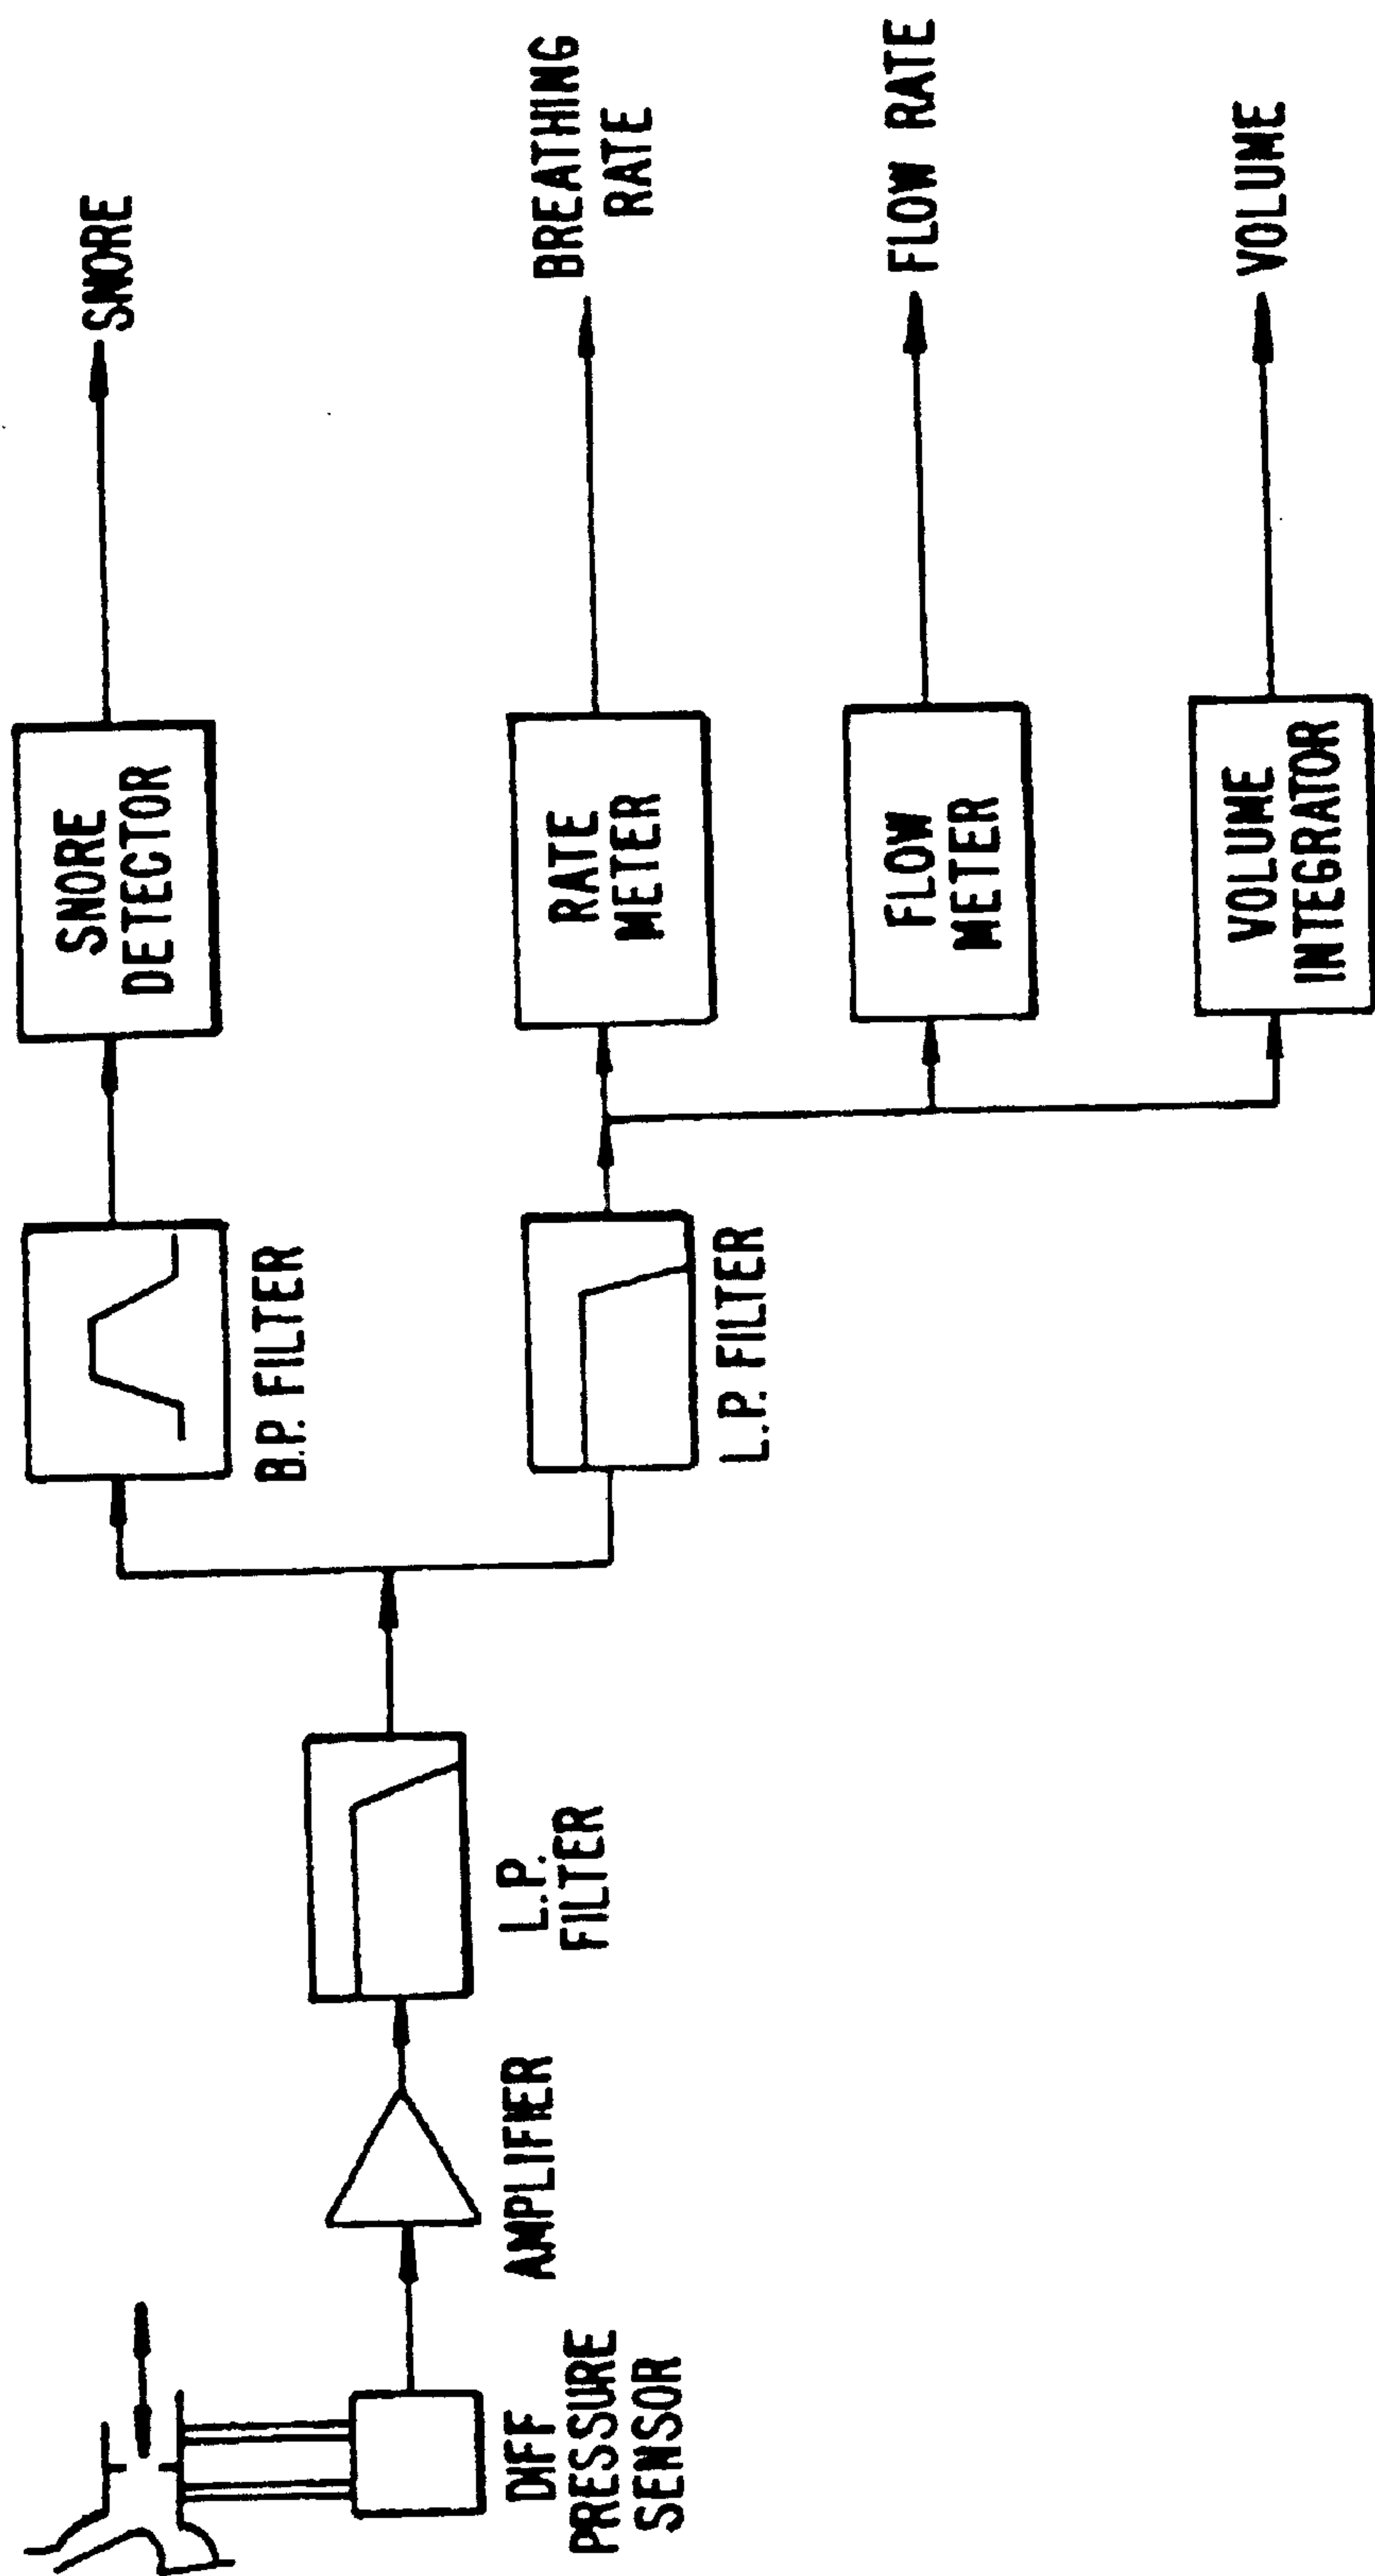 DIFF
PRESSURE
SENSOR
AMPLIFIER
L.P.
FILTER
B.P. FILTER
L.P. FILTER
SNORE
DETECTOR
RATE
METER
FLOW
METER
VOLUME
INTEGRATOR
SNORE
BREATHING
RATE
FLOW RATE
VOLUME